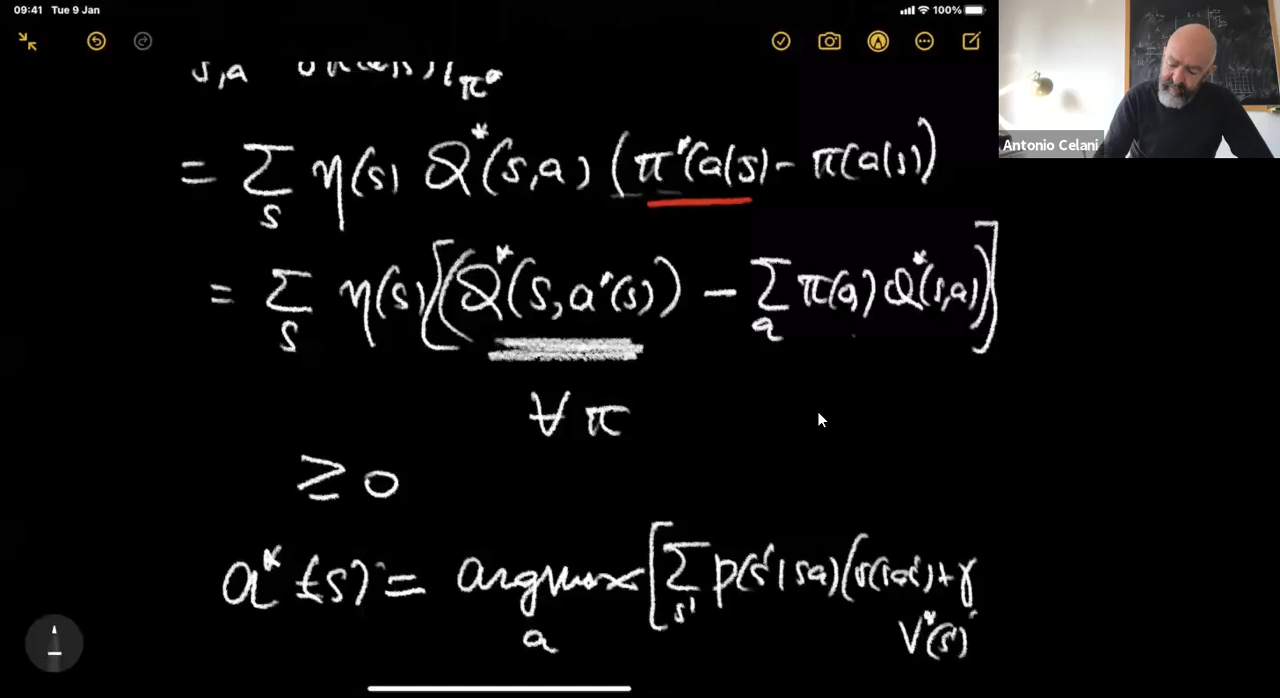 09:41 Tue 9 Jan
100%
Antonio Celani
s,a π*
= Σ_s η(s) Q*(s,a) (π*(a|s) - π(a|s))
= Σ_s η(s) [(Q*(s,a*(s)) - Σ_a π(a) Q*(s,a)]
∀ π
≥ 0
a*(s) = argmax_a [Σ_s' p(s'|sa) (r(sas') + γ
V*(s')